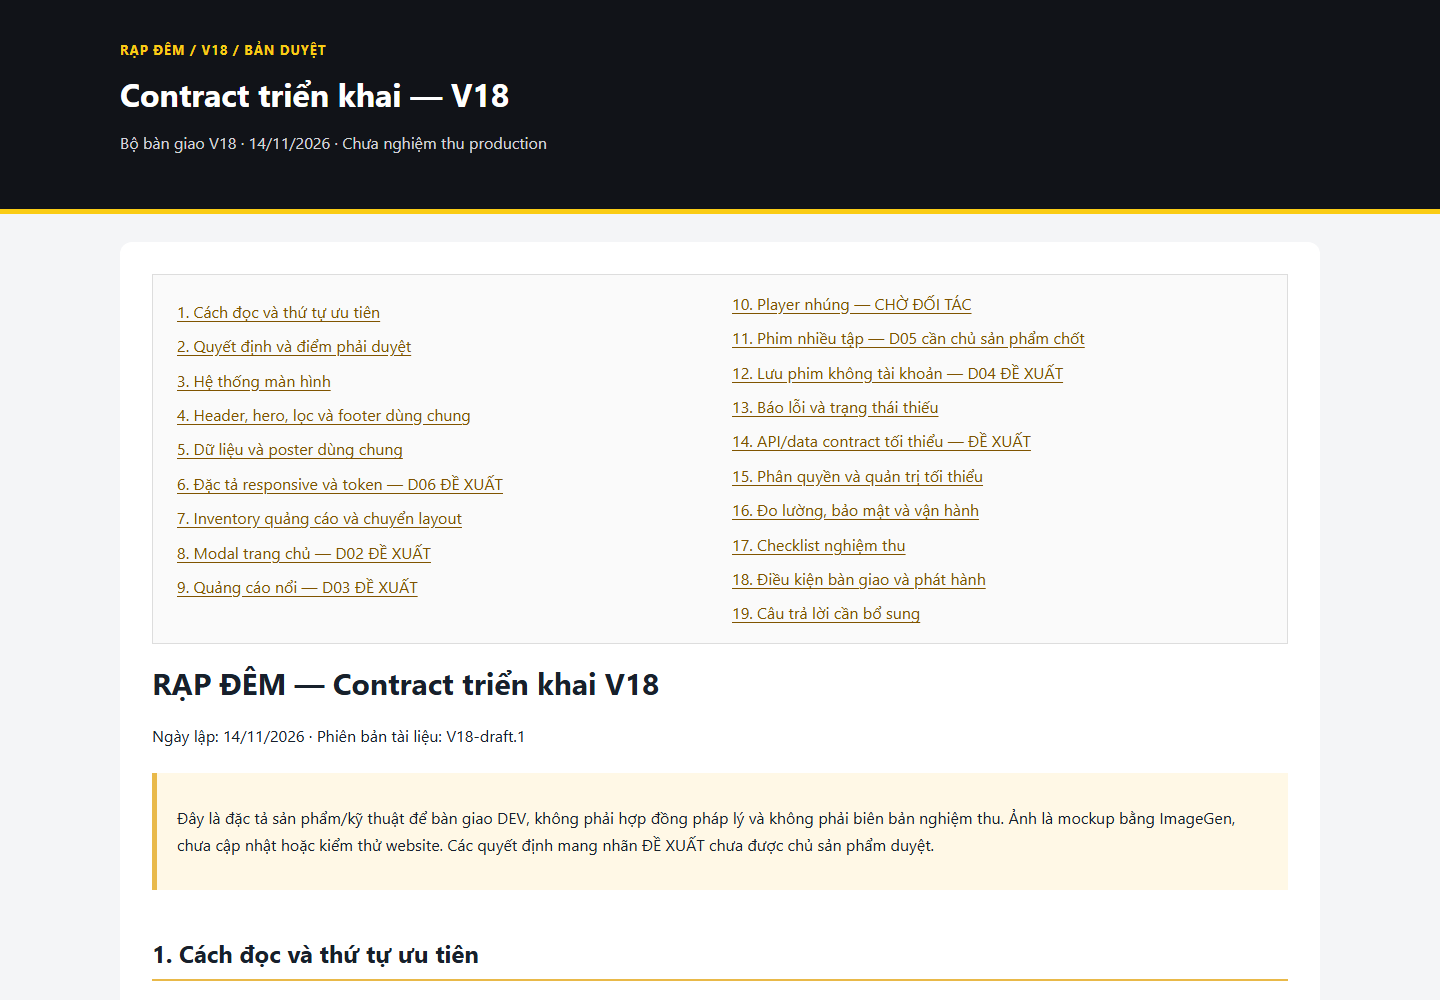 RẠP ĐÊM / V18 / BẢN DUYỆT
Contract triển khai — V18
Bộ bàn giao V18 · 14/11/2026 · Chưa nghiệm thu production
1. Cách đọc và thứ tự ưu tiên
2. Quyết định và điểm phải duyệt
3. Hệ thống màn hình
4. Header, hero, lọc và footer dùng chung
5. Dữ liệu và poster dùng chung
6. Đặc tả responsive và token — D06 ĐỀ XUẤT
7. Inventory quảng cáo và chuyển layout
8. Modal trang chủ — D02 ĐỀ XUẤT
9. Quảng cáo nổi — D03 ĐỀ XUẤT
10. Player nhúng — CHỜ ĐỐI TÁC
11. Phim nhiều tập — D05 cần chủ sản phẩm chốt
12. Lưu phim không tài khoản — D04 ĐỀ XUẤT
13. Báo lỗi và trạng thái thiếu
14. API/data contract tối thiểu — ĐỀ XUẤT
15. Phân quyền và quản trị tối thiểu
16. Đo lường, bảo mật và vận hành
17. Checklist nghiệm thu
18. Điều kiện bàn giao và phát hành
19. Câu trả lời cần bổ sung
RẠP ĐÊM — Contract triển khai V18
Ngày lập: 14/11/2026 · Phiên bản tài liệu: V18-draft.1
Đây là đặc tả sản phẩm/kỹ thuật để bàn giao DEV, không phải hợp đồng pháp lý và không phải biên bản nghiệm thu. Ảnh là mockup bằng ImageGen,
chưa cập nhật hoặc kiểm thử website. Các quyết định mang nhãn ĐỀ XUẤT chưa được chủ sản phẩm duyệt.
1. Cách đọc và thứ tự ưu tiên